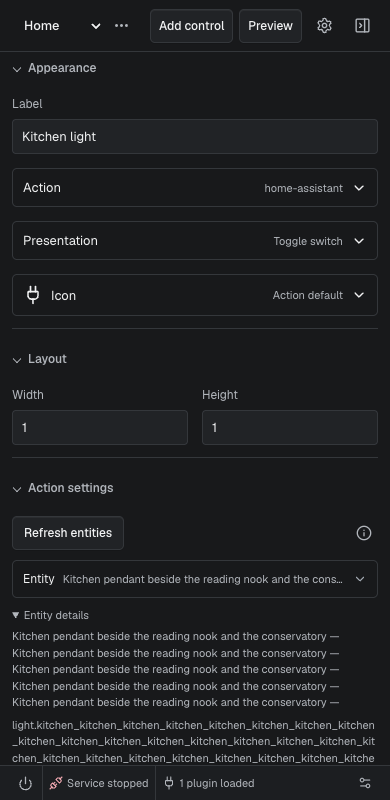 Home
Add control
Preview
Appearance
Label
Kitchen light
Action home-assistant
Presentation Toggle switch
Icon Action default
Layout
Width Height
1 1
Action settings
Refresh entities
Entity Kitchen pendant beside the reading nook and the cons...
Entity details
Kitchen pendant beside the reading nook and the conservatory —
Kitchen pendant beside the reading nook and the conservatory —
Kitchen pendant beside the reading nook and the conservatory —
Kitchen pendant beside the reading nook and the conservatory —
Kitchen pendant beside the reading nook and the conservatory —
light.kitchen_kitchen_kitchen_kitchen_kitchen_kitchen_kitchen_kitchen
_kitchen_kitchen_kitchen_kitchen_kitchen_kitchen_kitchen_kitchen_kit
chen_kitchen_kitchen_kitchen_kitchen_kitchen_kitchen_kitchen_kitche
Service stopped
1 plugin loaded